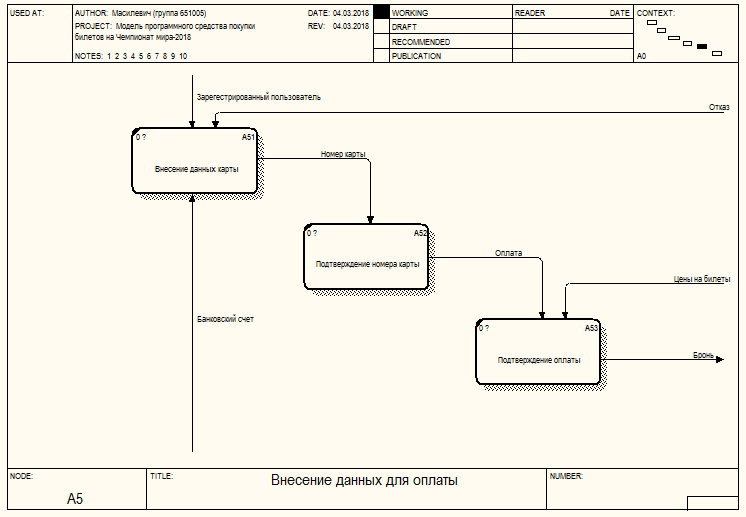 USED AT:
AUTHOR: Масилевич (группа 651005)
DATE: 04.03.2018
PROJECT: Модель программного средства покупки
билетов на Чемпионат мира-2018
REV: 04.03.2018
NOTES: 1 2 3 4 5 6 7 8 9 10
WORKING
DRAFT
RECOMMENDED
PUBLICATION
READER
DATE
CONTEXT:
A0
Зарегестрированный пользователь
Отказ
0 ?
A51
Внесение данных карты
Номер карты
0 ?
A52
Подтверждение номера карты
Оплата
Цены на билеты
Банковский счет
0 ?
A53
Подтверждение оплаты
Бронь
NODE:
A5
TITLE:
Внесение данных для оплаты
NUMBER: